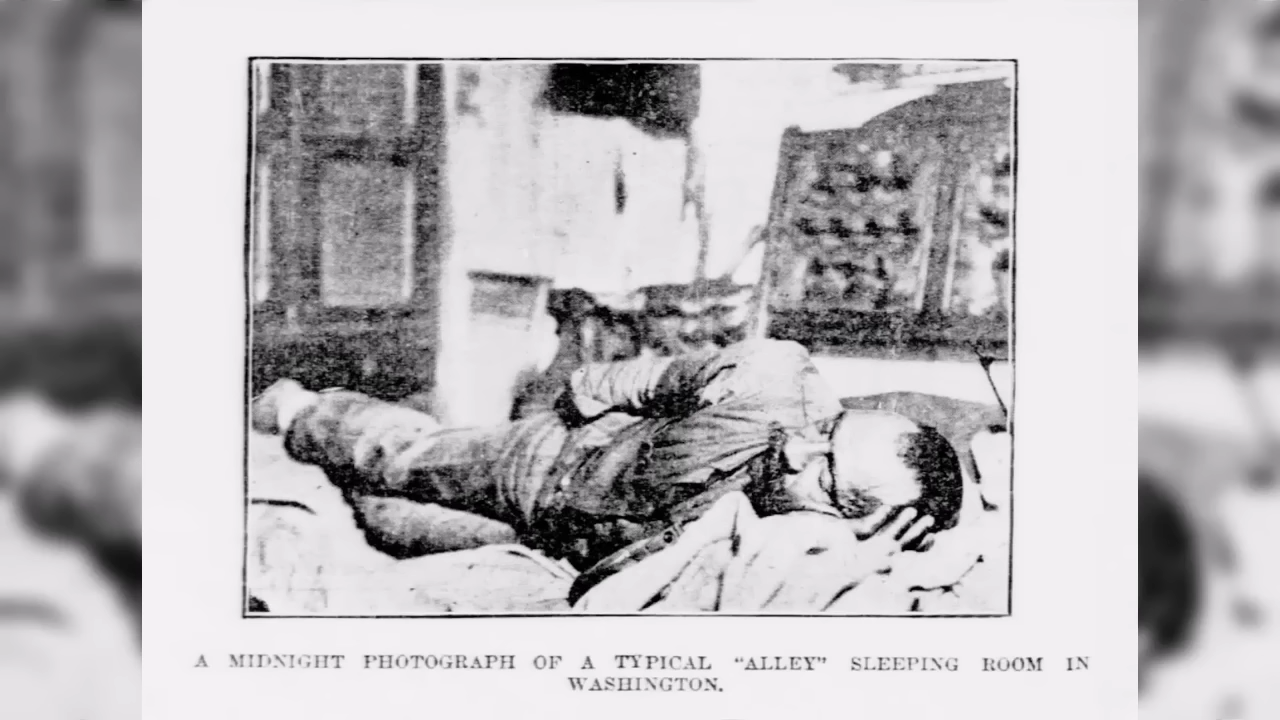 A MIDNIGHT PHOTOGRAPH OF A TYPICAL “ALLEY” SLEEPING ROOM IN
WASHINGTON.